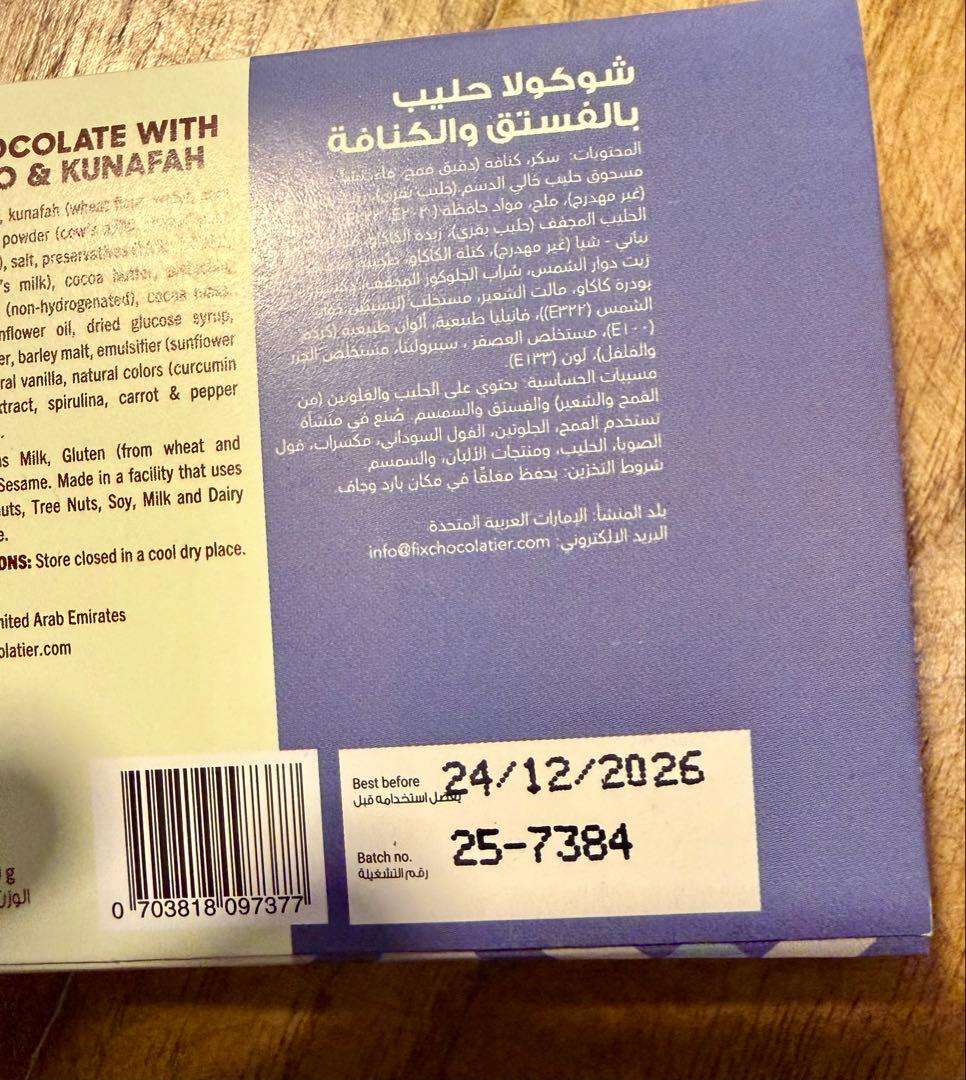 OCOLATE WITH
O & KUNAFAH
, kunafah (wheat flour, water),
powder (cow's
), salt, preservatives
's milk), cocoa butter,
(non-hydrogenated), cocoa mass,
nflower oil, dried glucose syrup,
er, barley malt, emulsifier (sunflower
ral vanilla, natural colors (curcumin
tract, spirulina, carrot & pepper
.
ns Milk, Gluten (from wheat and
Sesame. Made in a facility that uses
uts, Tree Nuts, Soy, Milk and Dairy
e.
ONS: Store closed in a cool dry place.
nited Arab Emirates
olatier.com
شوكولا حليب
بالفستق والكنافة
المحتويات: سكر، كنافة (دقيق قمح، ماء،
مسحوق حليب خالي الدسم (حليب بقري)،
(غير مهدرج)، ملح، مواد حافظة
الحليب المجفف (حليب بقري)، زبدة الكاكاو،
نباتي - شيا (غير مهدرج)، كتلة الكاكاو،
زيت دوار الشمس، شراب الجلوكوز المجفف،
بودرة كاكاو، مالت الشعير، مستحلب (ليسيثين دوار
الشمس (E٣٢٢))، فانيليا طبيعية، ألوان طبيعية (كركم
(E١٠٠)، مستخلص العصفر، سبيرولينا، مستخلص الجزر
والفلفل)، لون (E١٣٣).
مسببات الحساسية: يحتوي على الحليب والغلوتين (من
القمح والشعير) والفستق والسمسم. صُنع في منشأة
تستخدم القمح، الجلوتين، الفول السوداني، مكسرات، فول
الصويا، الحليب، ومنتجات الألبان، والسمسم.
شروط التخزين: يحفظ مغلقًا في مكان بارد وجاف.
بلد المنشأ: الإمارات العربية المتحدة
البريد الالكتروني: info@fixchocolatier.com
Best before 24/12/2026
يفضل استخدامه قبل
Batch no. 25-7384
رقم التشغيلة
g
الوزن
0 703818 097377